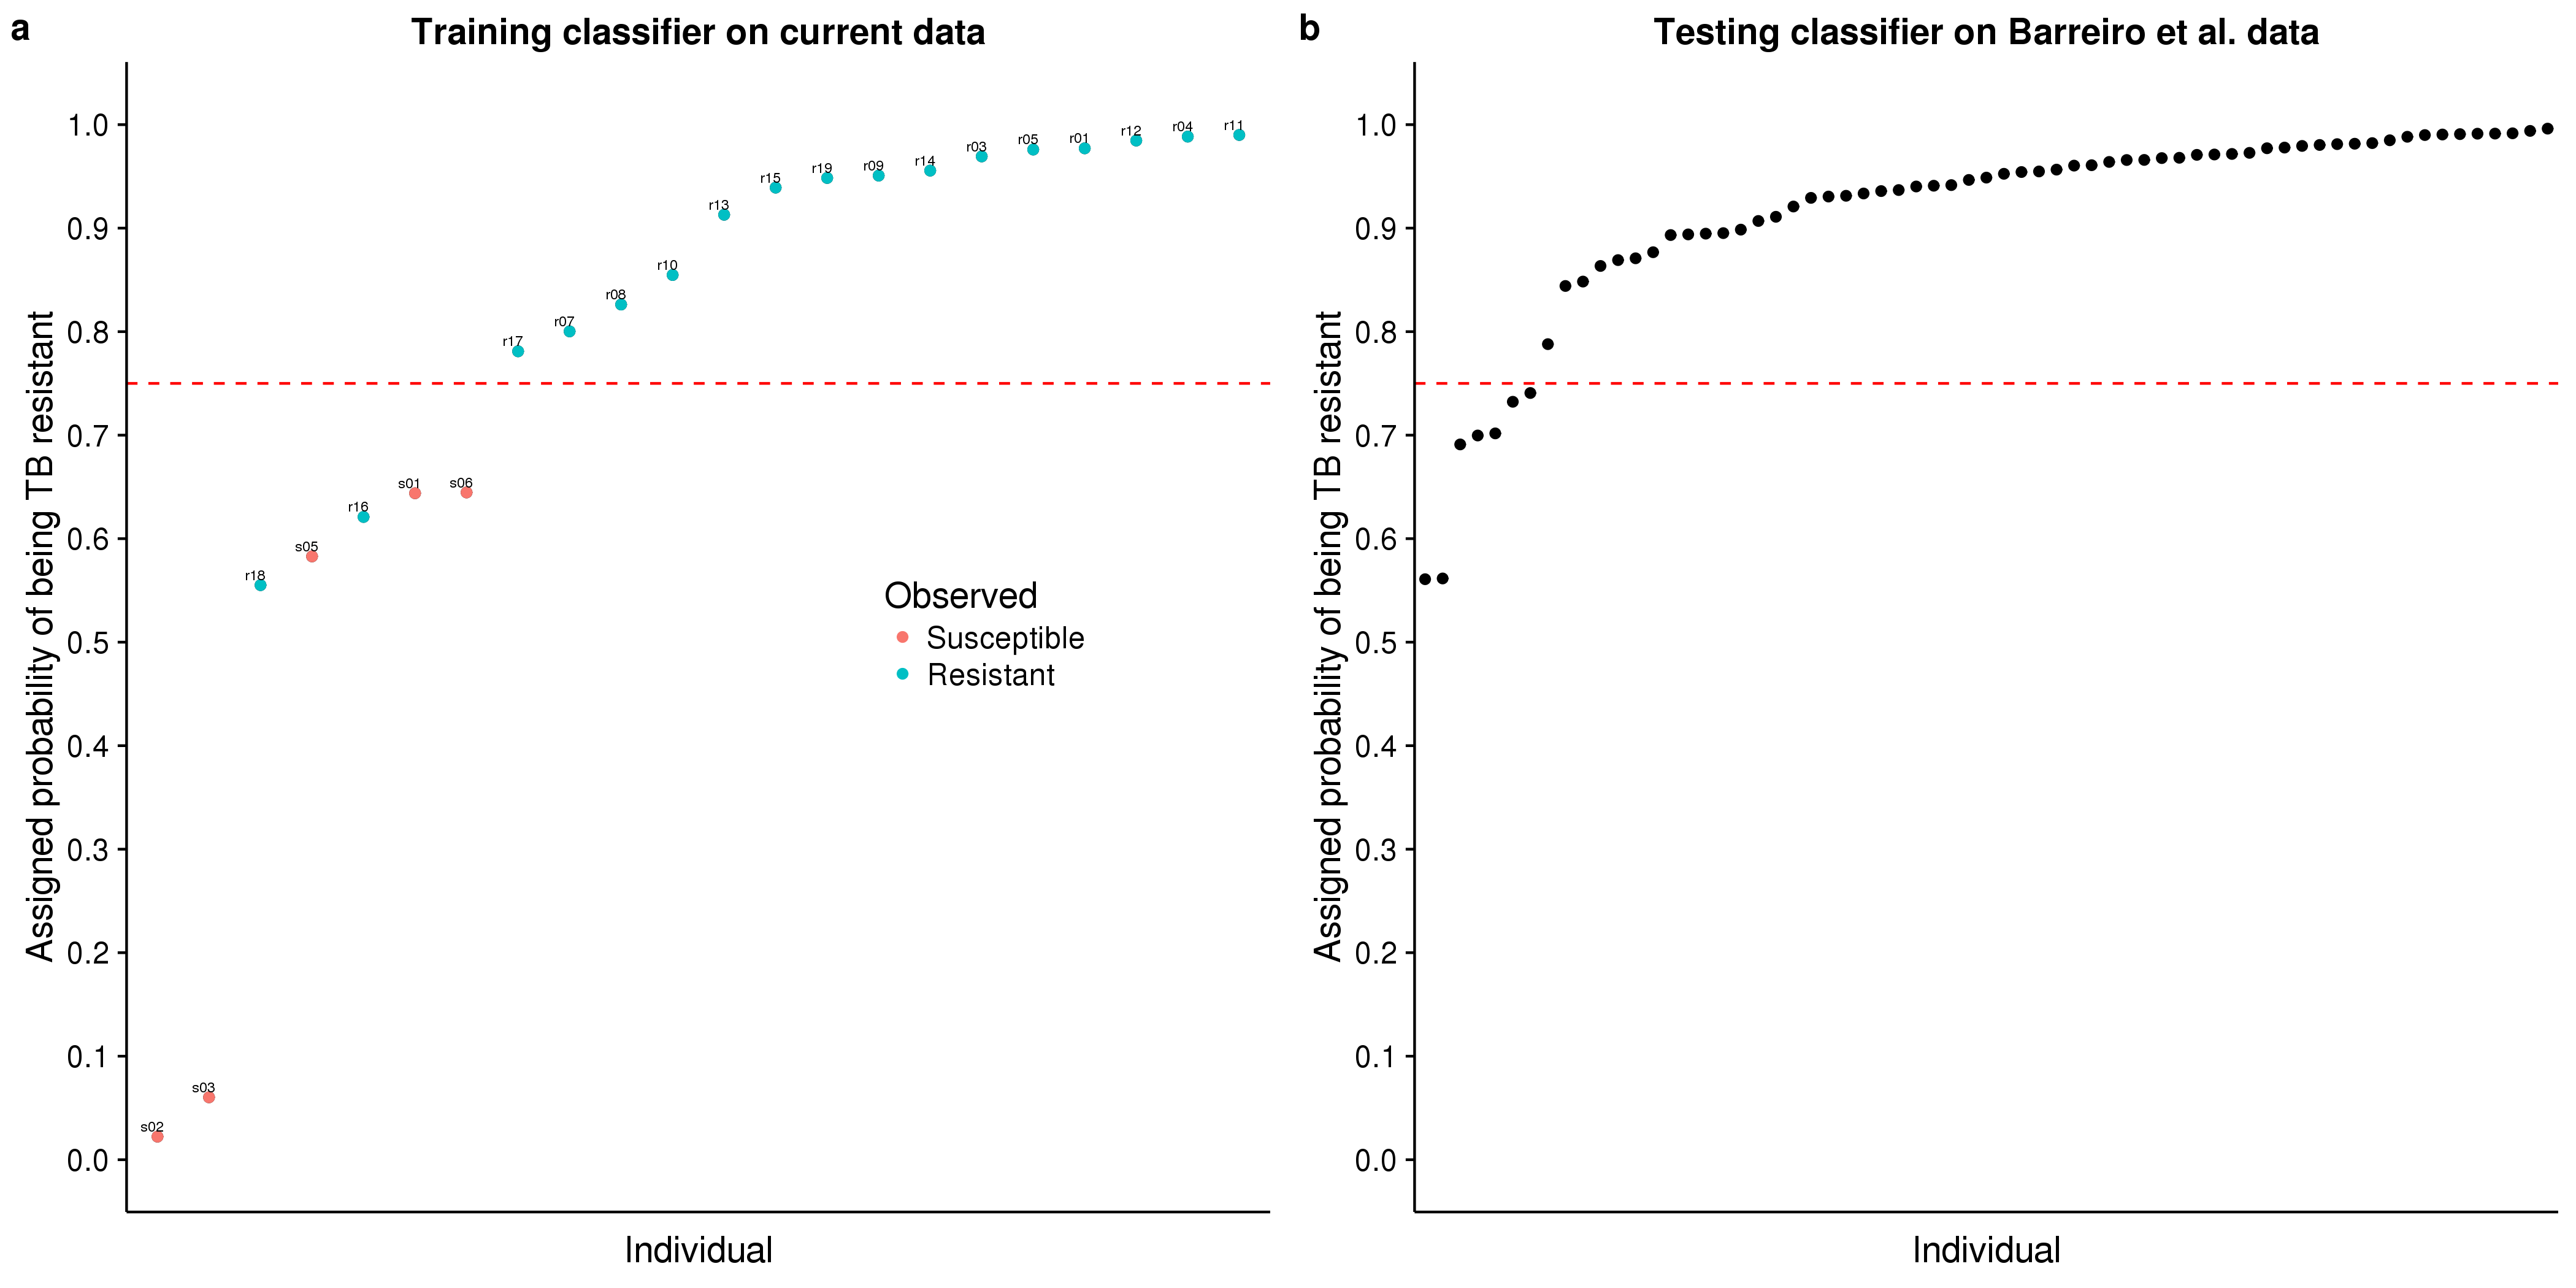 a
Training classifier on current data
Assigned probability of being TB resistant
1.0
0.9
0.8
0.7
0.6
0.5
0.4
0.3
0.2
0.1
0.0
s02
s03
r18
s05
r16
s01
s06
r17
r07
r08
r10
r13
r15
r19
r09
r14
r03
r05
r01
r12
r04
r11
Observed
Susceptible
Resistant
Individual
b
Testing classifier on Barreiro et al. data
Assigned probability of being TB resistant
1.0
0.9
0.8
0.7
0.6
0.5
0.4
0.3
0.2
0.1
0.0
Individual